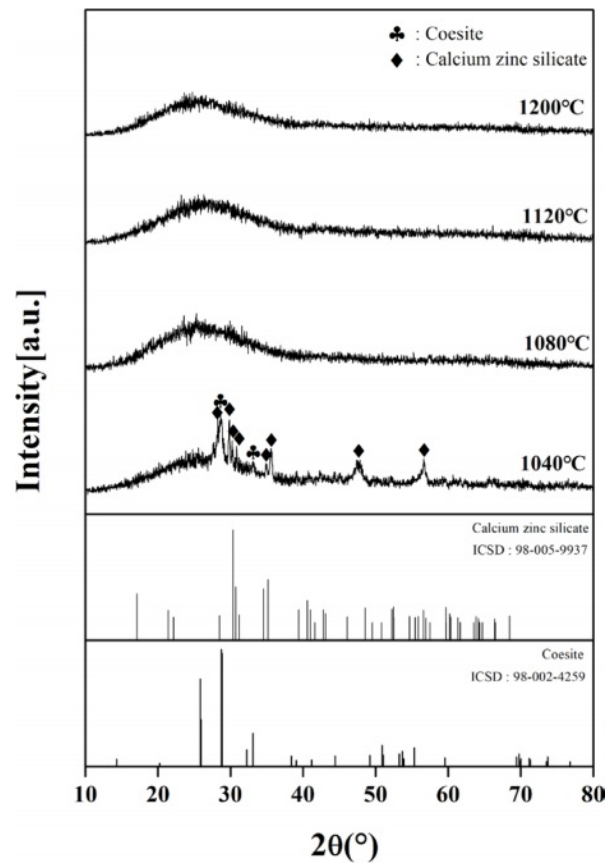 ♣ : Coesite
♦ : Calcium zinc silicate
1200°C
1120°C
1080°C
1040°C
Intensity[a.u.]
Calcium zinc silicate
ICSD : 98-005-9937
Coesite
ICSD : 98-002-4259
10 20 30 40 50 60 70 80
2θ(°)